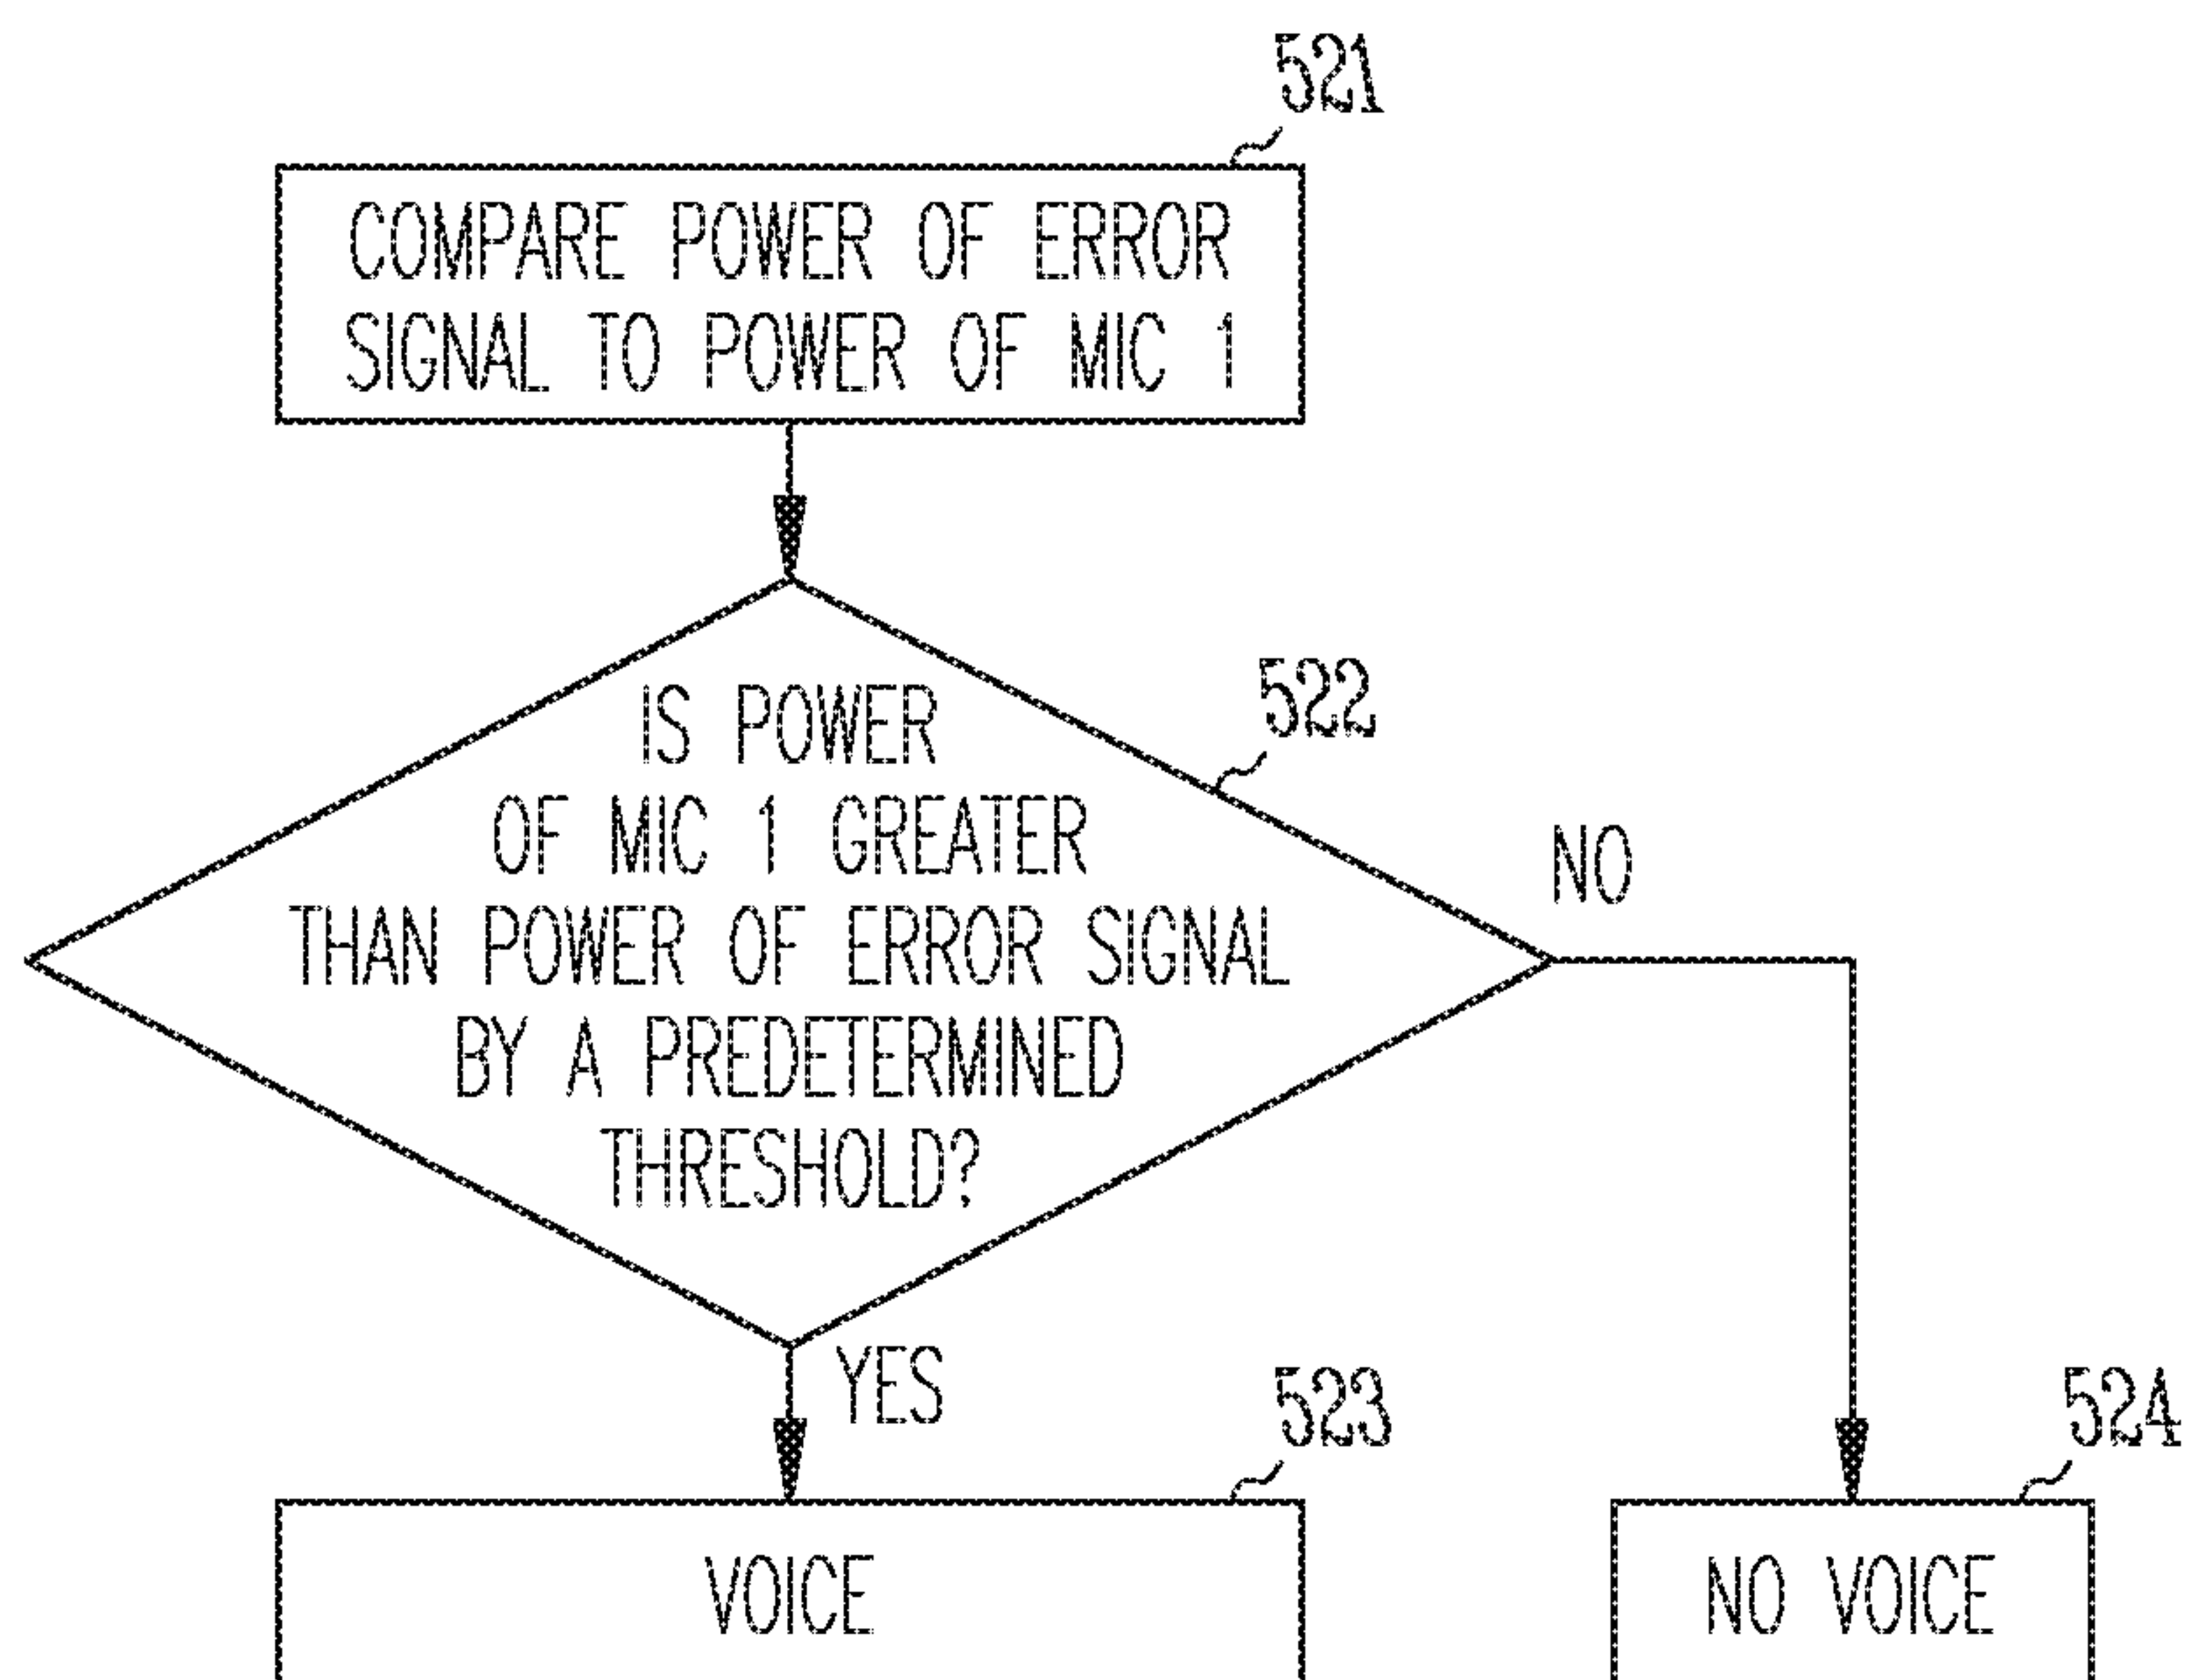 521
COMPARE POWER OF ERROR
SIGNAL TO POWER OF MIC 1
522
IS POWER
OF MIC 1 GREATER
THAN POWER OF ERROR SIGNAL
BY A PREDETERMINED
THRESHOLD?
NO
YES
523
524
VOICE
NO VOICE